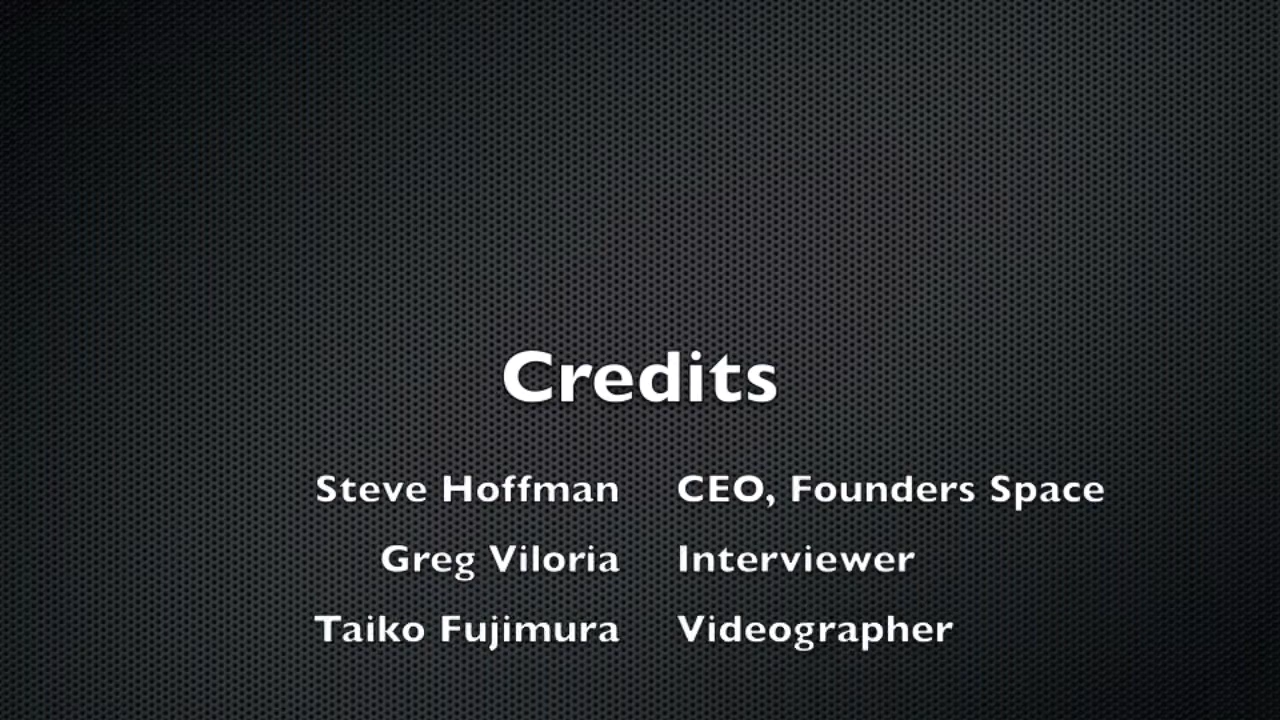 Credits
Steve Hoffman CEO, Founders Space
Greg Viloria Interviewer
Taiko Fujimura Videographer